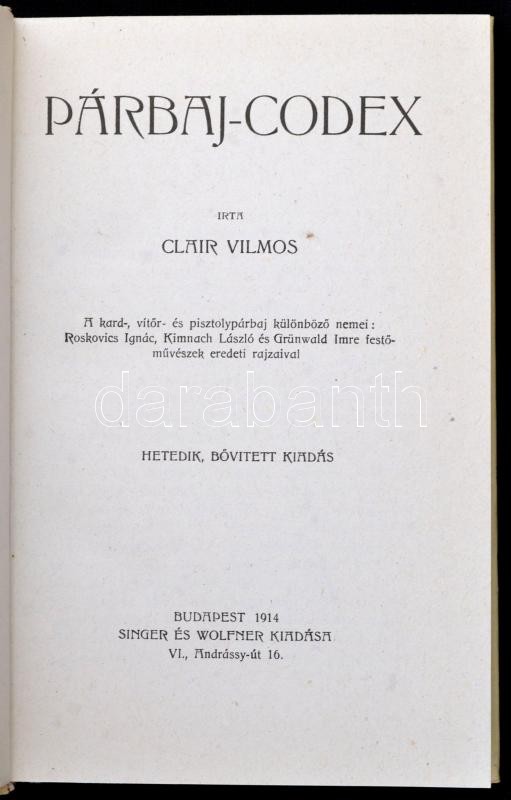 PÁRBAJ-CODEX
IRTA
CLAIR VILMOS
A kard-, vítőr- és pisztolypárbaj különböző nemei:
Roskovics Ignác, Kimnach László és Grünwald Imre festő-
művészek eredeti rajzaival
darabanth
HETEDIK, BŐVITETT KIADÁS
BUDAPEST 1914
SINGER ÉS WOLFNER KIADÁSA
VI., Andrássy-út 16.